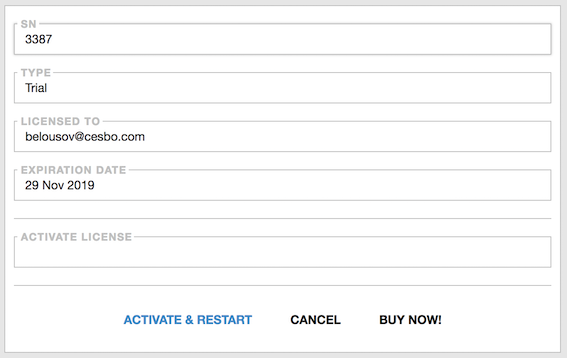 SN
3387
TYPE
Trial
LICENSED TO
belousov@cesbo.com
EXPIRATION DATE
29 Nov 2019
ACTIVATE LICENSE
ACTIVATE & RESTART CANCEL BUY NOW!